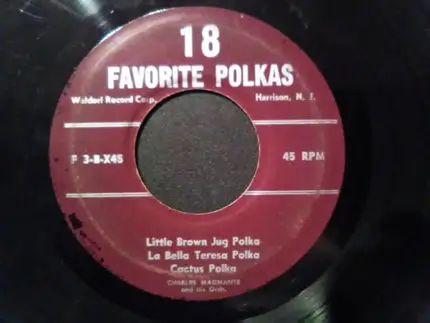 18
FAVORITE POLKAS
Waldorf Record Corp. Harrison, N. J.
F 3-B-X45 45 RPM
Little Brown Jug Polka
La Bella Teresa Polka
Cactus Polka
CHARLES MAGNANTE
and his Orch.